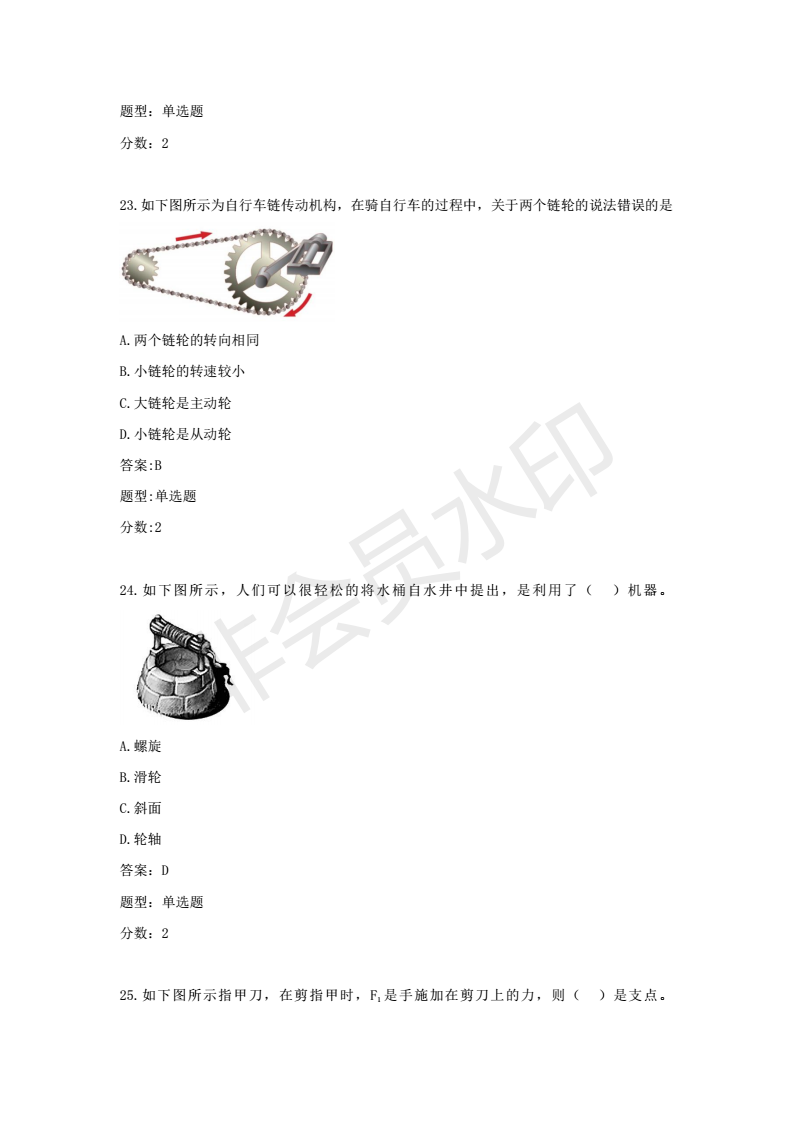 题型：单选题
分数：2
23.如下图所示为自行车链传动机构，在骑自行车的过程中，关于两个链轮的说法错误的是
A.两个链轮的转向相同
B.小链轮的转速较小
C.大链轮是主动轮
D.小链轮是从动轮
答案:B
题型:单选题
分数:2
24.如下图所示，人们可以很轻松的将水桶自水井中提出，是利用了（ ）机器。
A.螺旋
B.滑轮
C.斜面
D.轮轴
答案：D
题型：单选题
分数：2
25.如下图所示指甲刀，在剪指甲时，F₁是手施加在剪刀上的力，则（ ）是支点。
非会员水印